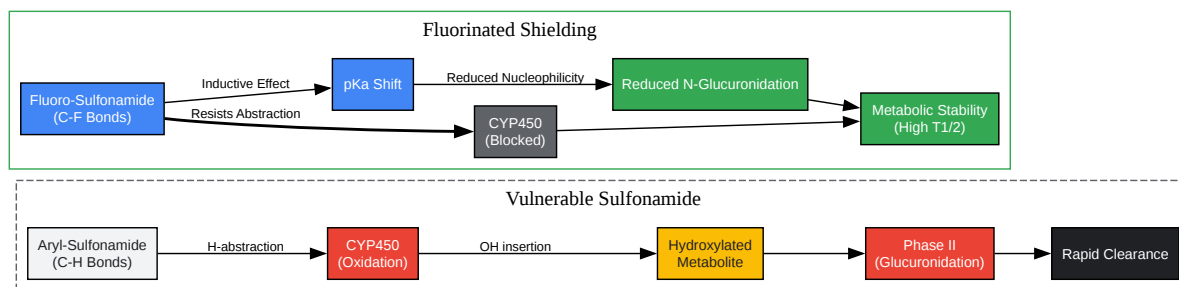 Fluorinated Shielding
Fluoro-Sulfonamide
(C-F Bonds)
Inductive Effect
Resists Abstraction
pKa Shift
Reduced Nucleophilicity
CYP450
(Blocked)
Reduced N-Glucuronidation
Metabolic Stability
(High T1/2)
Vulnerable Sulfonamide
Aryl-Sulfonamide
(C-H Bonds)
H-abstraction
CYP450
(Oxidation)
OH insertion
Hydroxylated
Metabolite
Phase II
(Glucuronidation)
Rapid Clearance